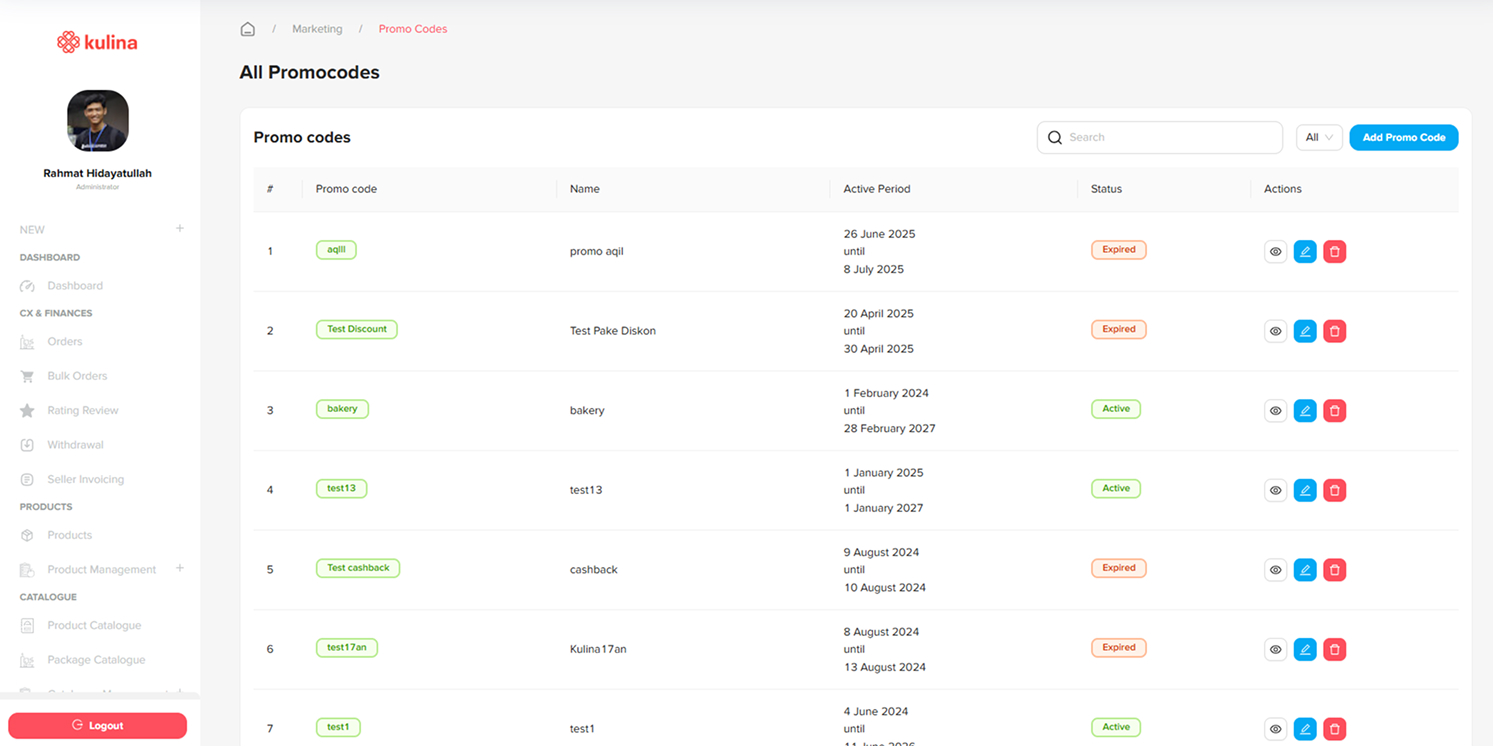 kulina
Rahmat Hidayatullah
Administrator
NEW +
DASHBOARD
Dashboard
CX & FINANCES
Orders
Bulk Orders
Rating Review
Withdrawal
Seller Invoicing
PRODUCTS
Products
Product Management +
CATALOGUE
Product Catalogue
Package Catalogue
Logout
/ Marketing / Promo Codes
All Promocodes
Promo codes
Search
All
Add Promo Code
# Promo code Name Active Period Status Actions
1 aqlll promo aqil 26 June 2025 until 8 July 2025 Expired
2 Test Discount Test Pake Diskon 20 April 2025 until 30 April 2025 Expired
3 bakery bakery 1 February 2024 until 28 February 2027 Active
4 test13 test13 1 January 2025 until 1 January 2027 Active
5 Test cashback cashback 9 August 2024 until 10 August 2024 Expired
6 test17an Kulina17an 8 August 2024 until 13 August 2024 Expired
7 test1 test1 4 June 2024 until Active